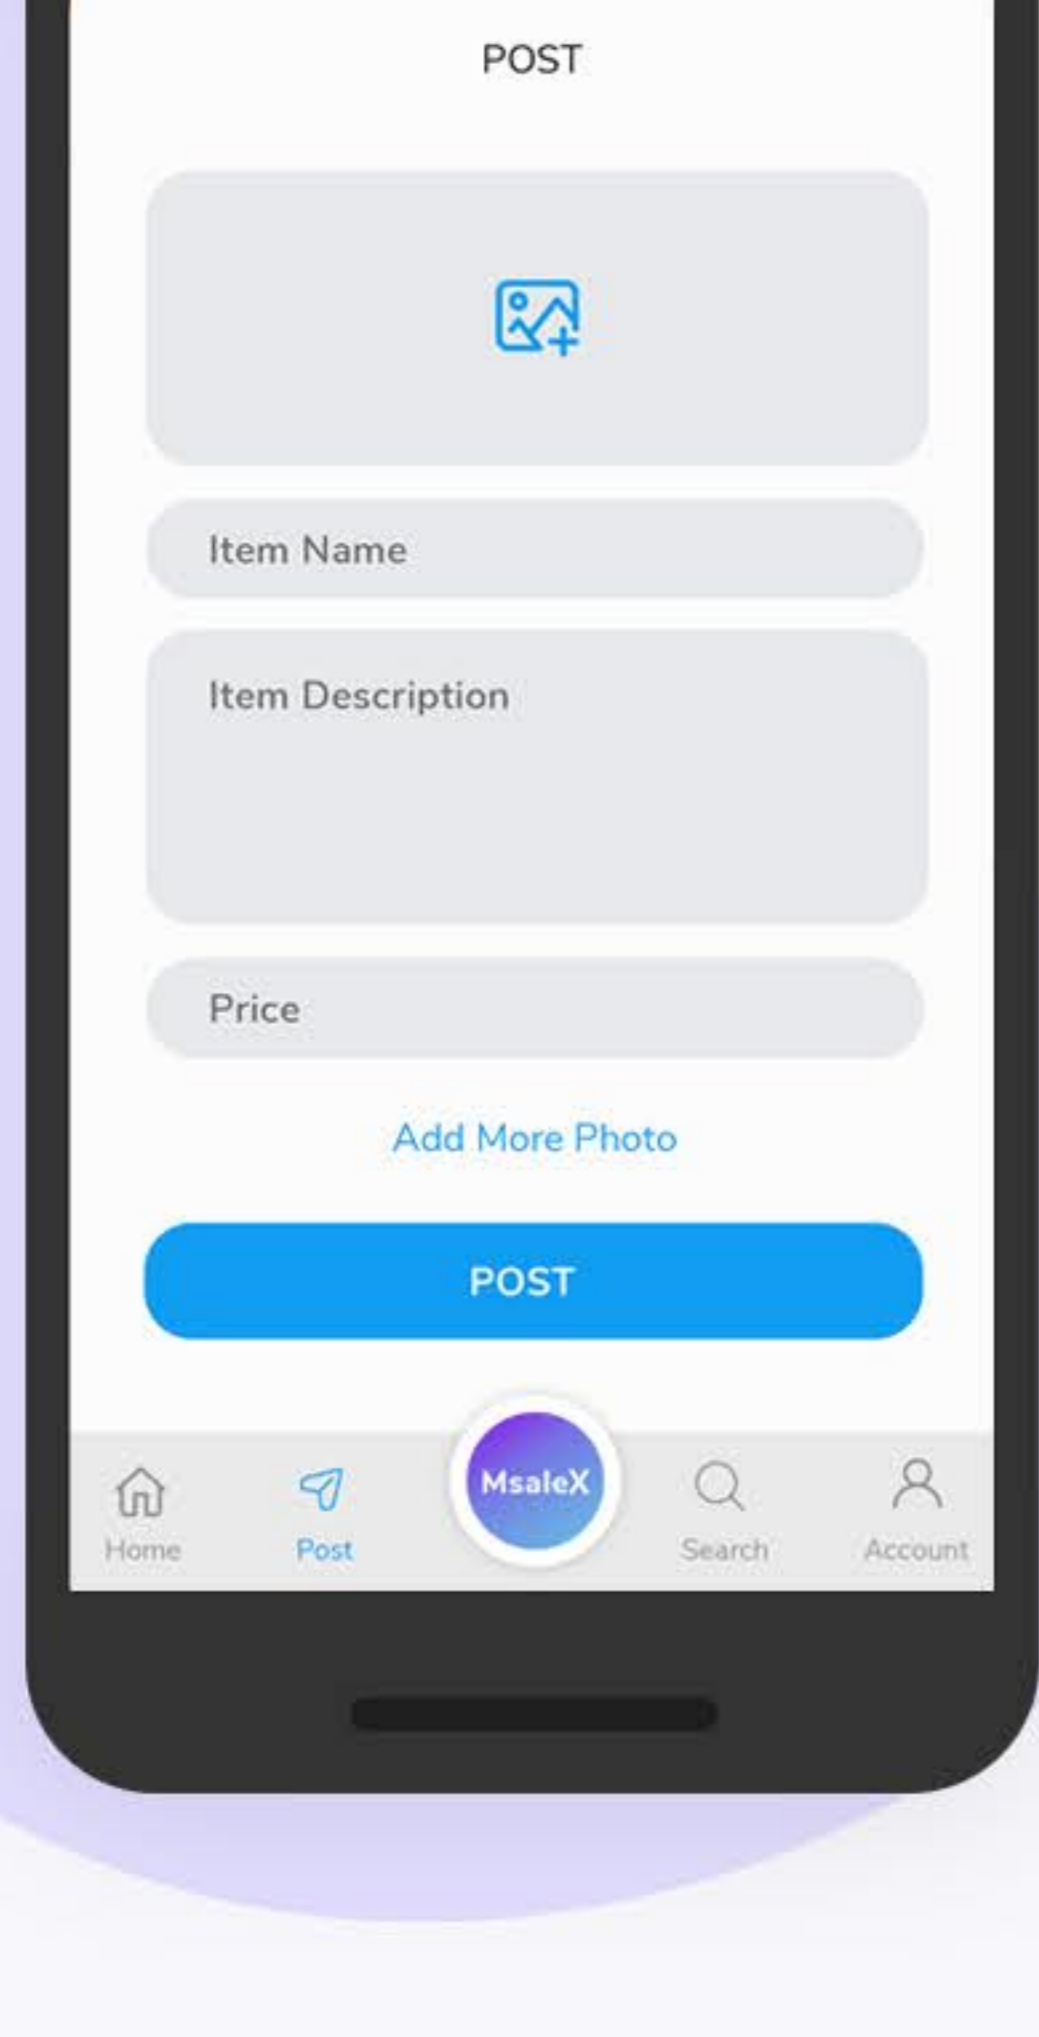 POST
Item Name
Item Description
Price
Add More Photo
POST
MsaleX
Home
Post
Search
Account